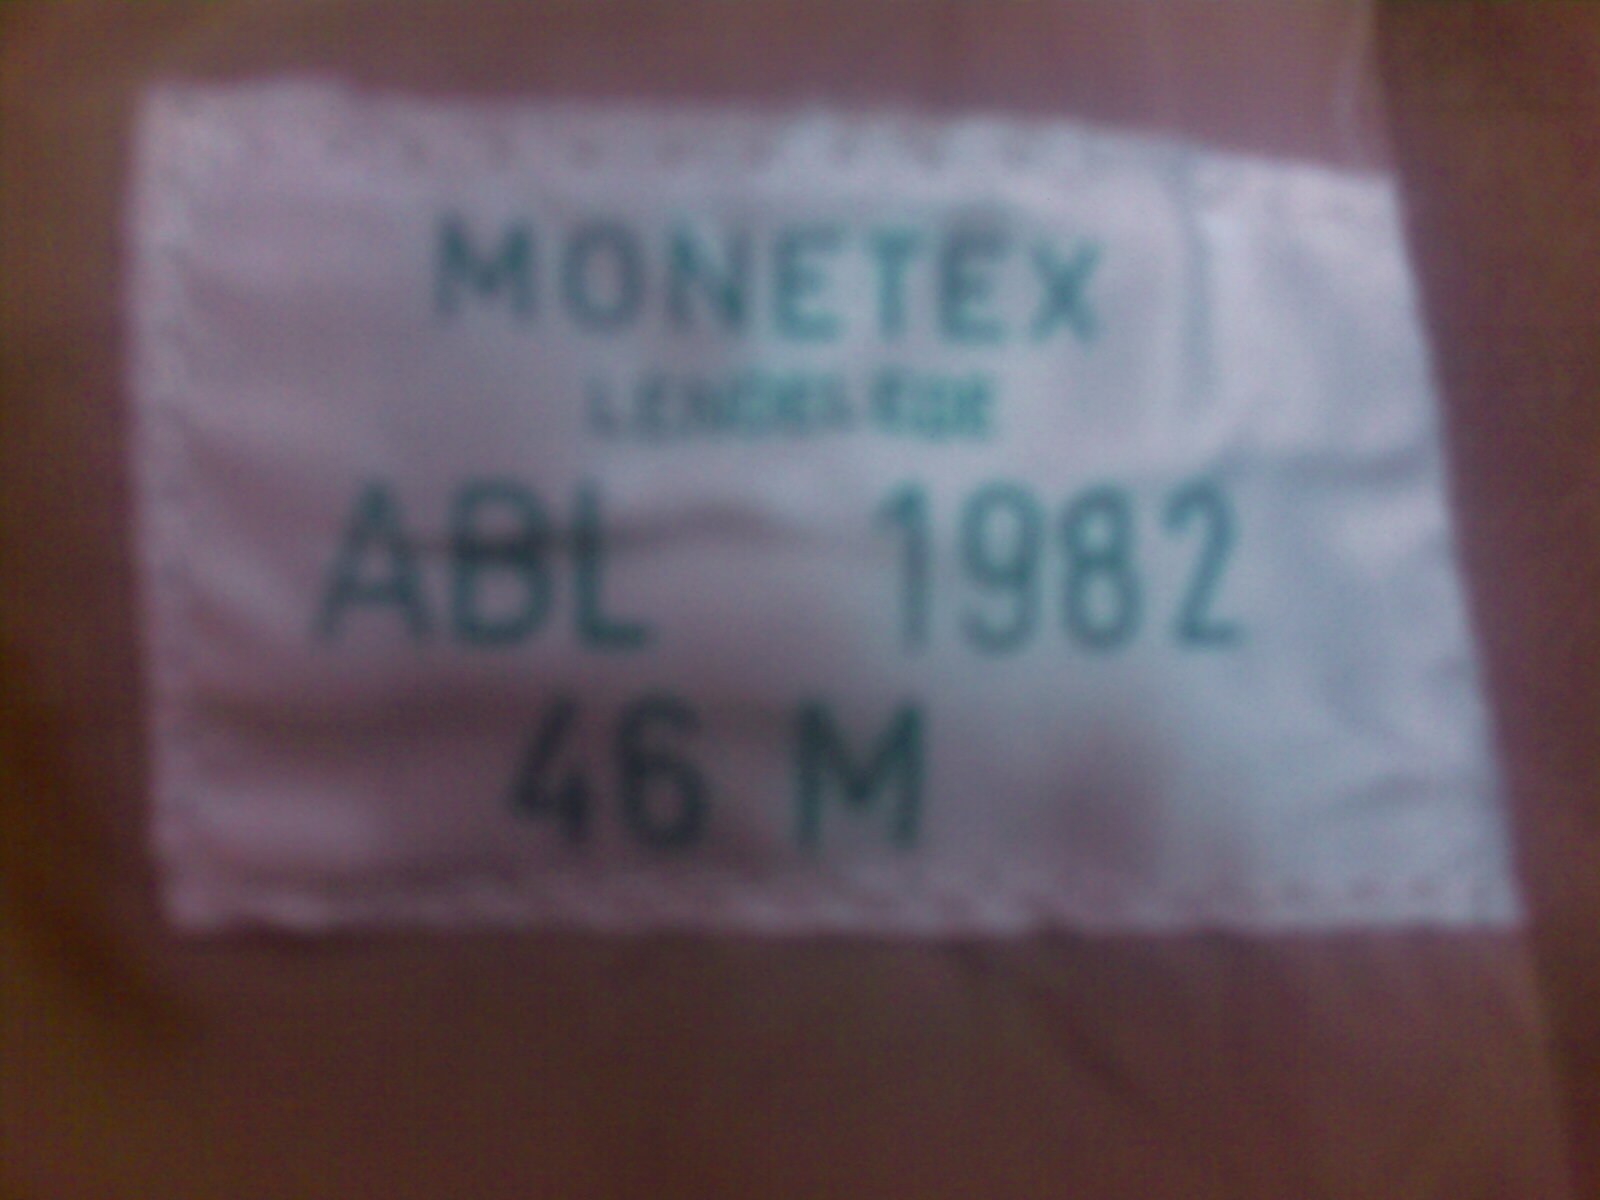 MONETEX
ABL 1982
46 M